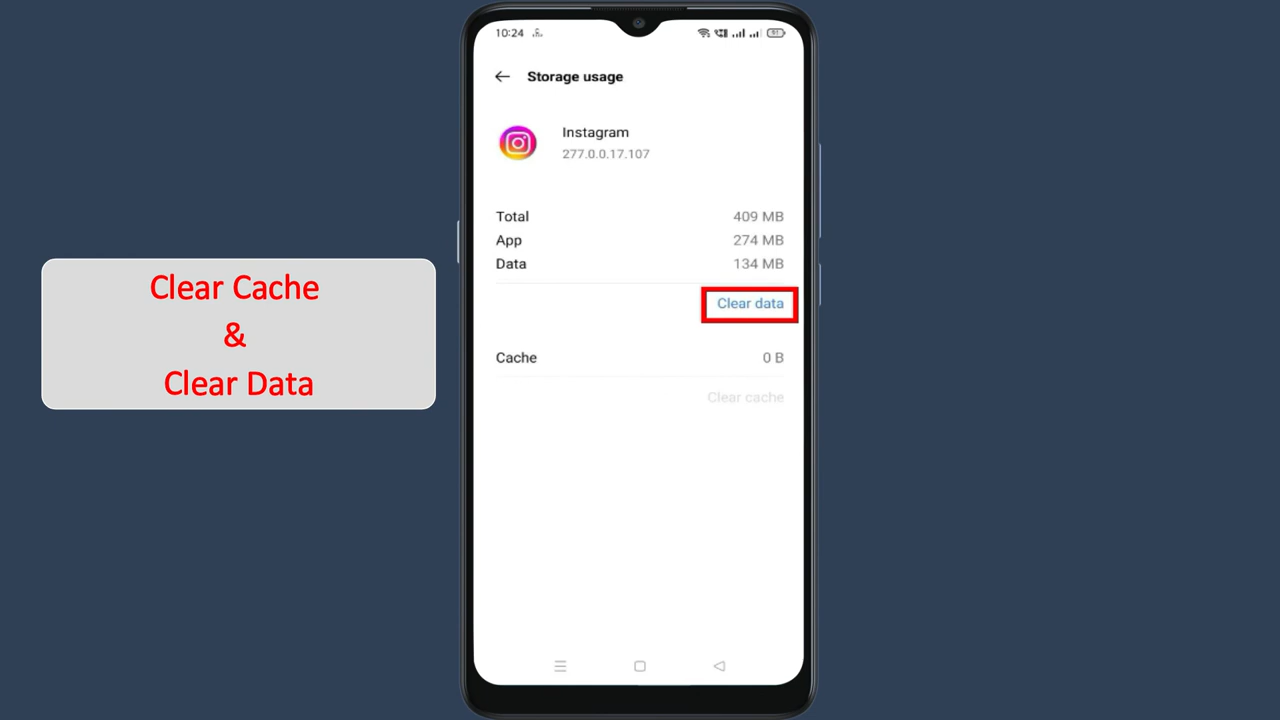 Clear Cache
&
Clear Data
10:24
51
Storage usage
Instagram
277.0.0.17.107
Total 409 MB
App 274 MB
Data 134 MB
Clear data
Cache 0 B
Clear cache